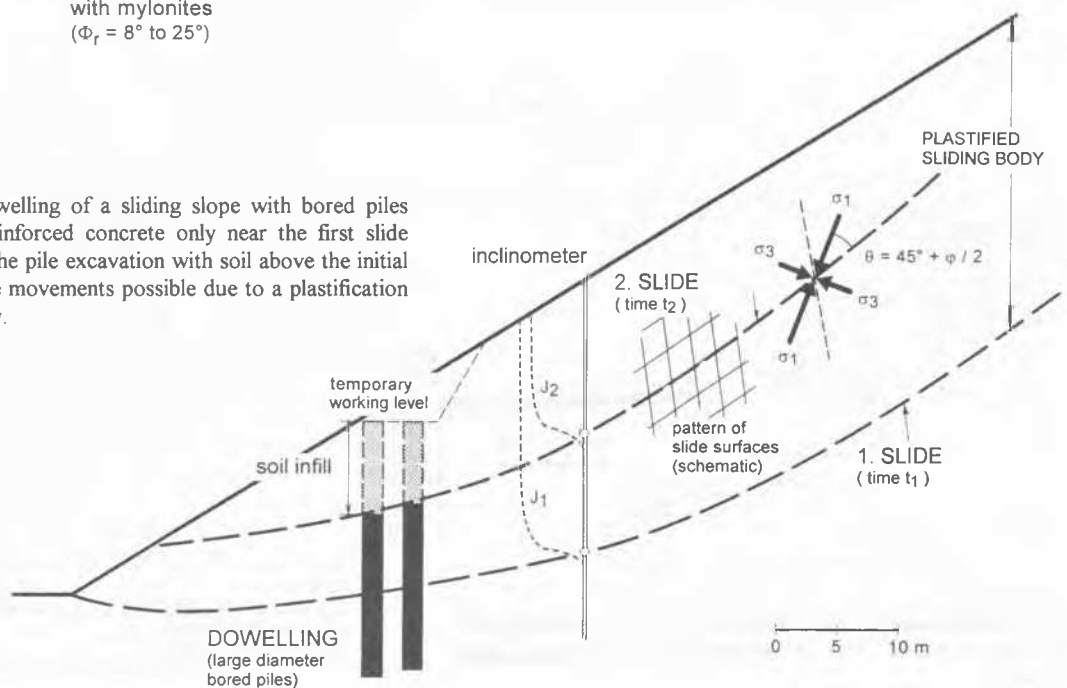 with mylonites
(Φr = 8° to 25°)
welling of a sliding slope with bored piles
inforced concrete only near the first slide
he pile excavation with soil above the initial
e movements possible due to a plastification
inclinometer
2. SLIDE
( time t₂ )
PLASTIFIED
SLIDING BODY
σ₁
σ₃
θ = 45° + φ / 2
σ₃
σ₁
temporary
working level
soil infill
J₂
J₁
pattern of
slide surfaces
(schematic)
1. SLIDE
( time t₁ )
DOWELLING
(large diameter
bored piles)
0 5 10 m